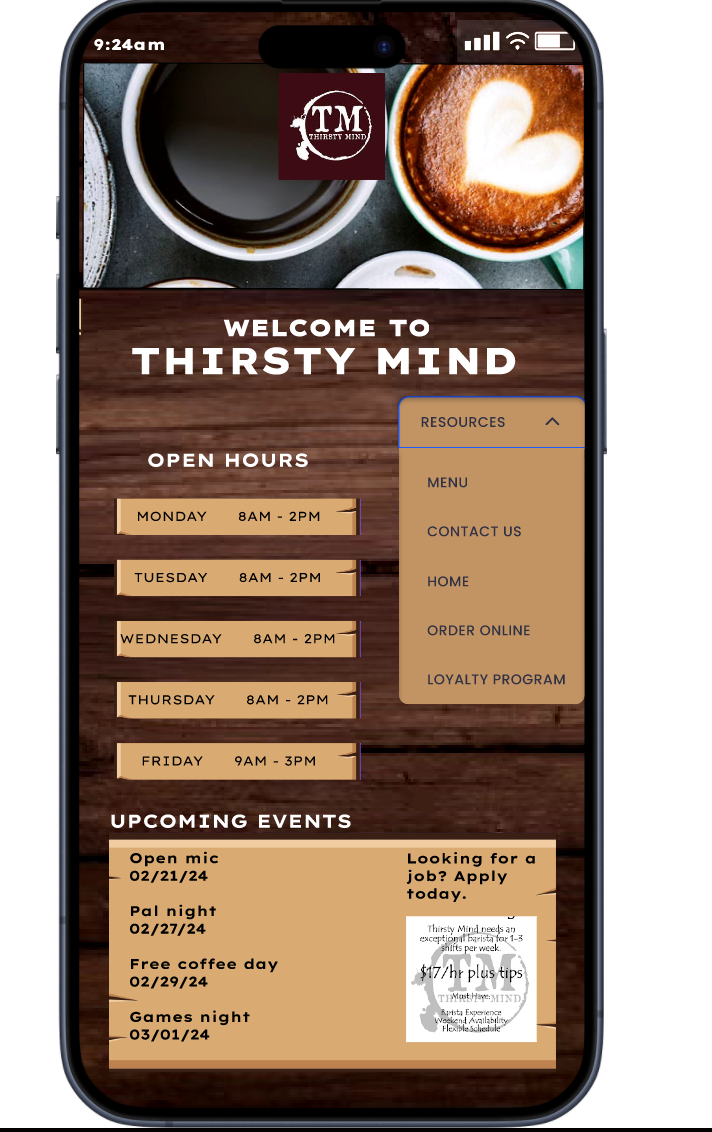 9:24am
TM
THIRSTY MIND
WELCOME TO
THIRSTY MIND
RESOURCES
MENU
CONTACT US
HOME
ORDER ONLINE
LOYALTY PROGRAM
OPEN HOURS
MONDAY 8AM - 2PM
TUESDAY 8AM - 2PM
WEDNESDAY 8AM - 2PM
THURSDAY 8AM - 2PM
FRIDAY 9AM - 3PM
UPCOMING EVENTS
Open mic
02/21/24
Pal night
02/27/24
Free coffee day
02/29/24
Games night
03/01/24
Looking for a
job? Apply
today.
Thirsty Mind needs an
exceptional barista for 1-3
shifts per week.
$17/hr plus tips
Must Have:
Barista Experience
Weekend Availability
Flexible Schedule
TM
THIRSTY MIND